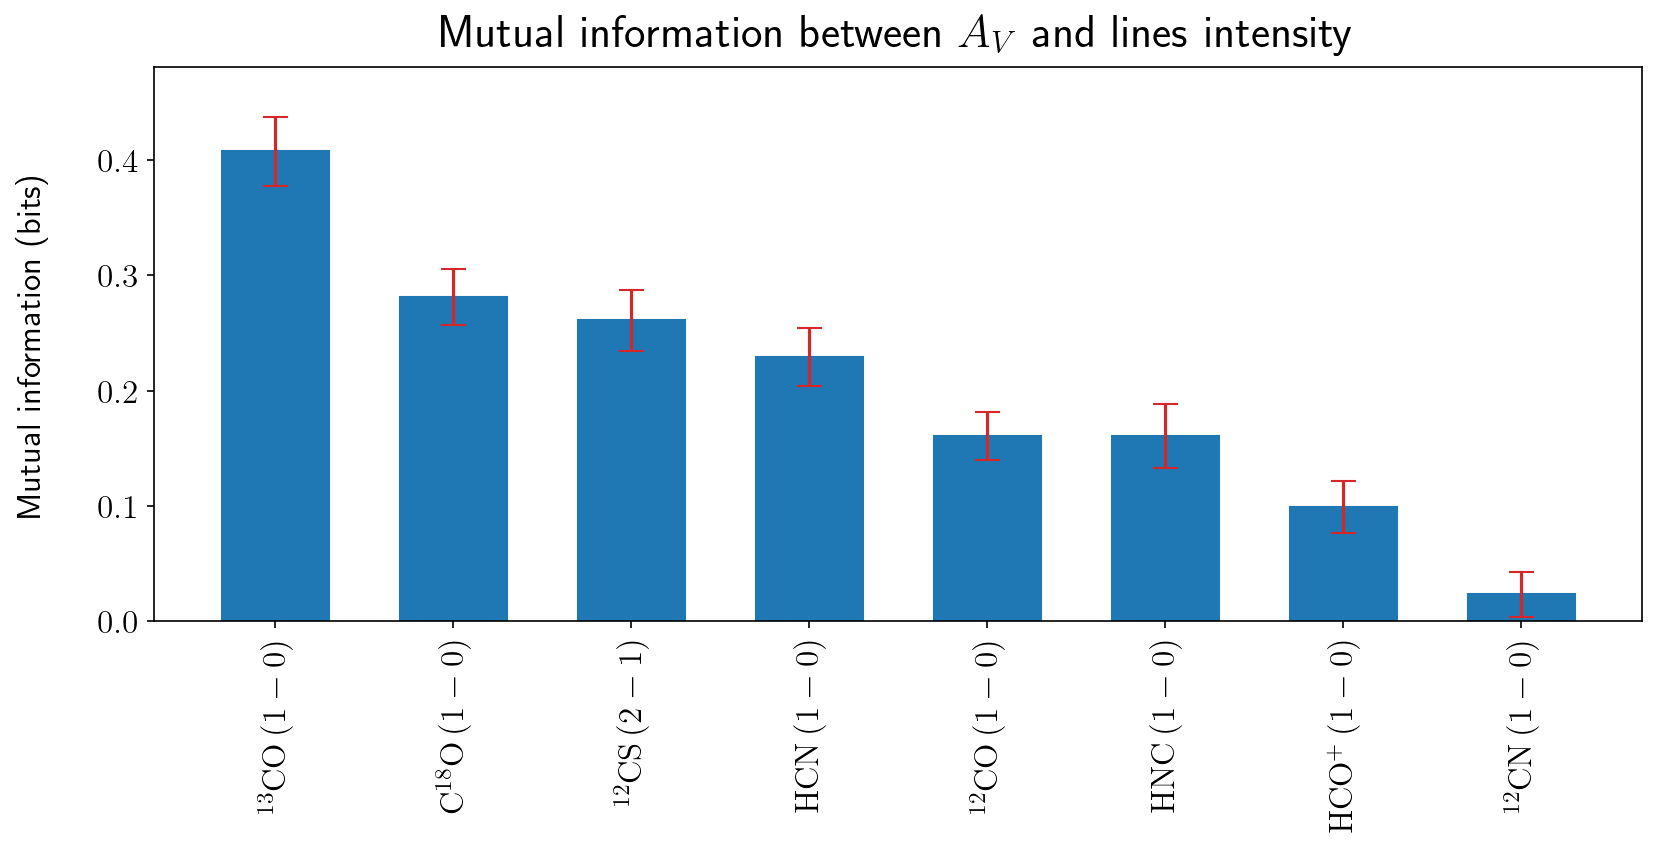 Mutual information between A_V and lines intensity
Mutual information (bits)
0.4
0.3
0.2
0.1
0.0
¹³CO (1 − 0)
C¹⁸O (1 − 0)
¹²CS (2 − 1)
HCN (1 − 0)
¹²CO (1 − 0)
HNC (1 − 0)
HCO⁺ (1 − 0)
¹²CN (1 − 0)